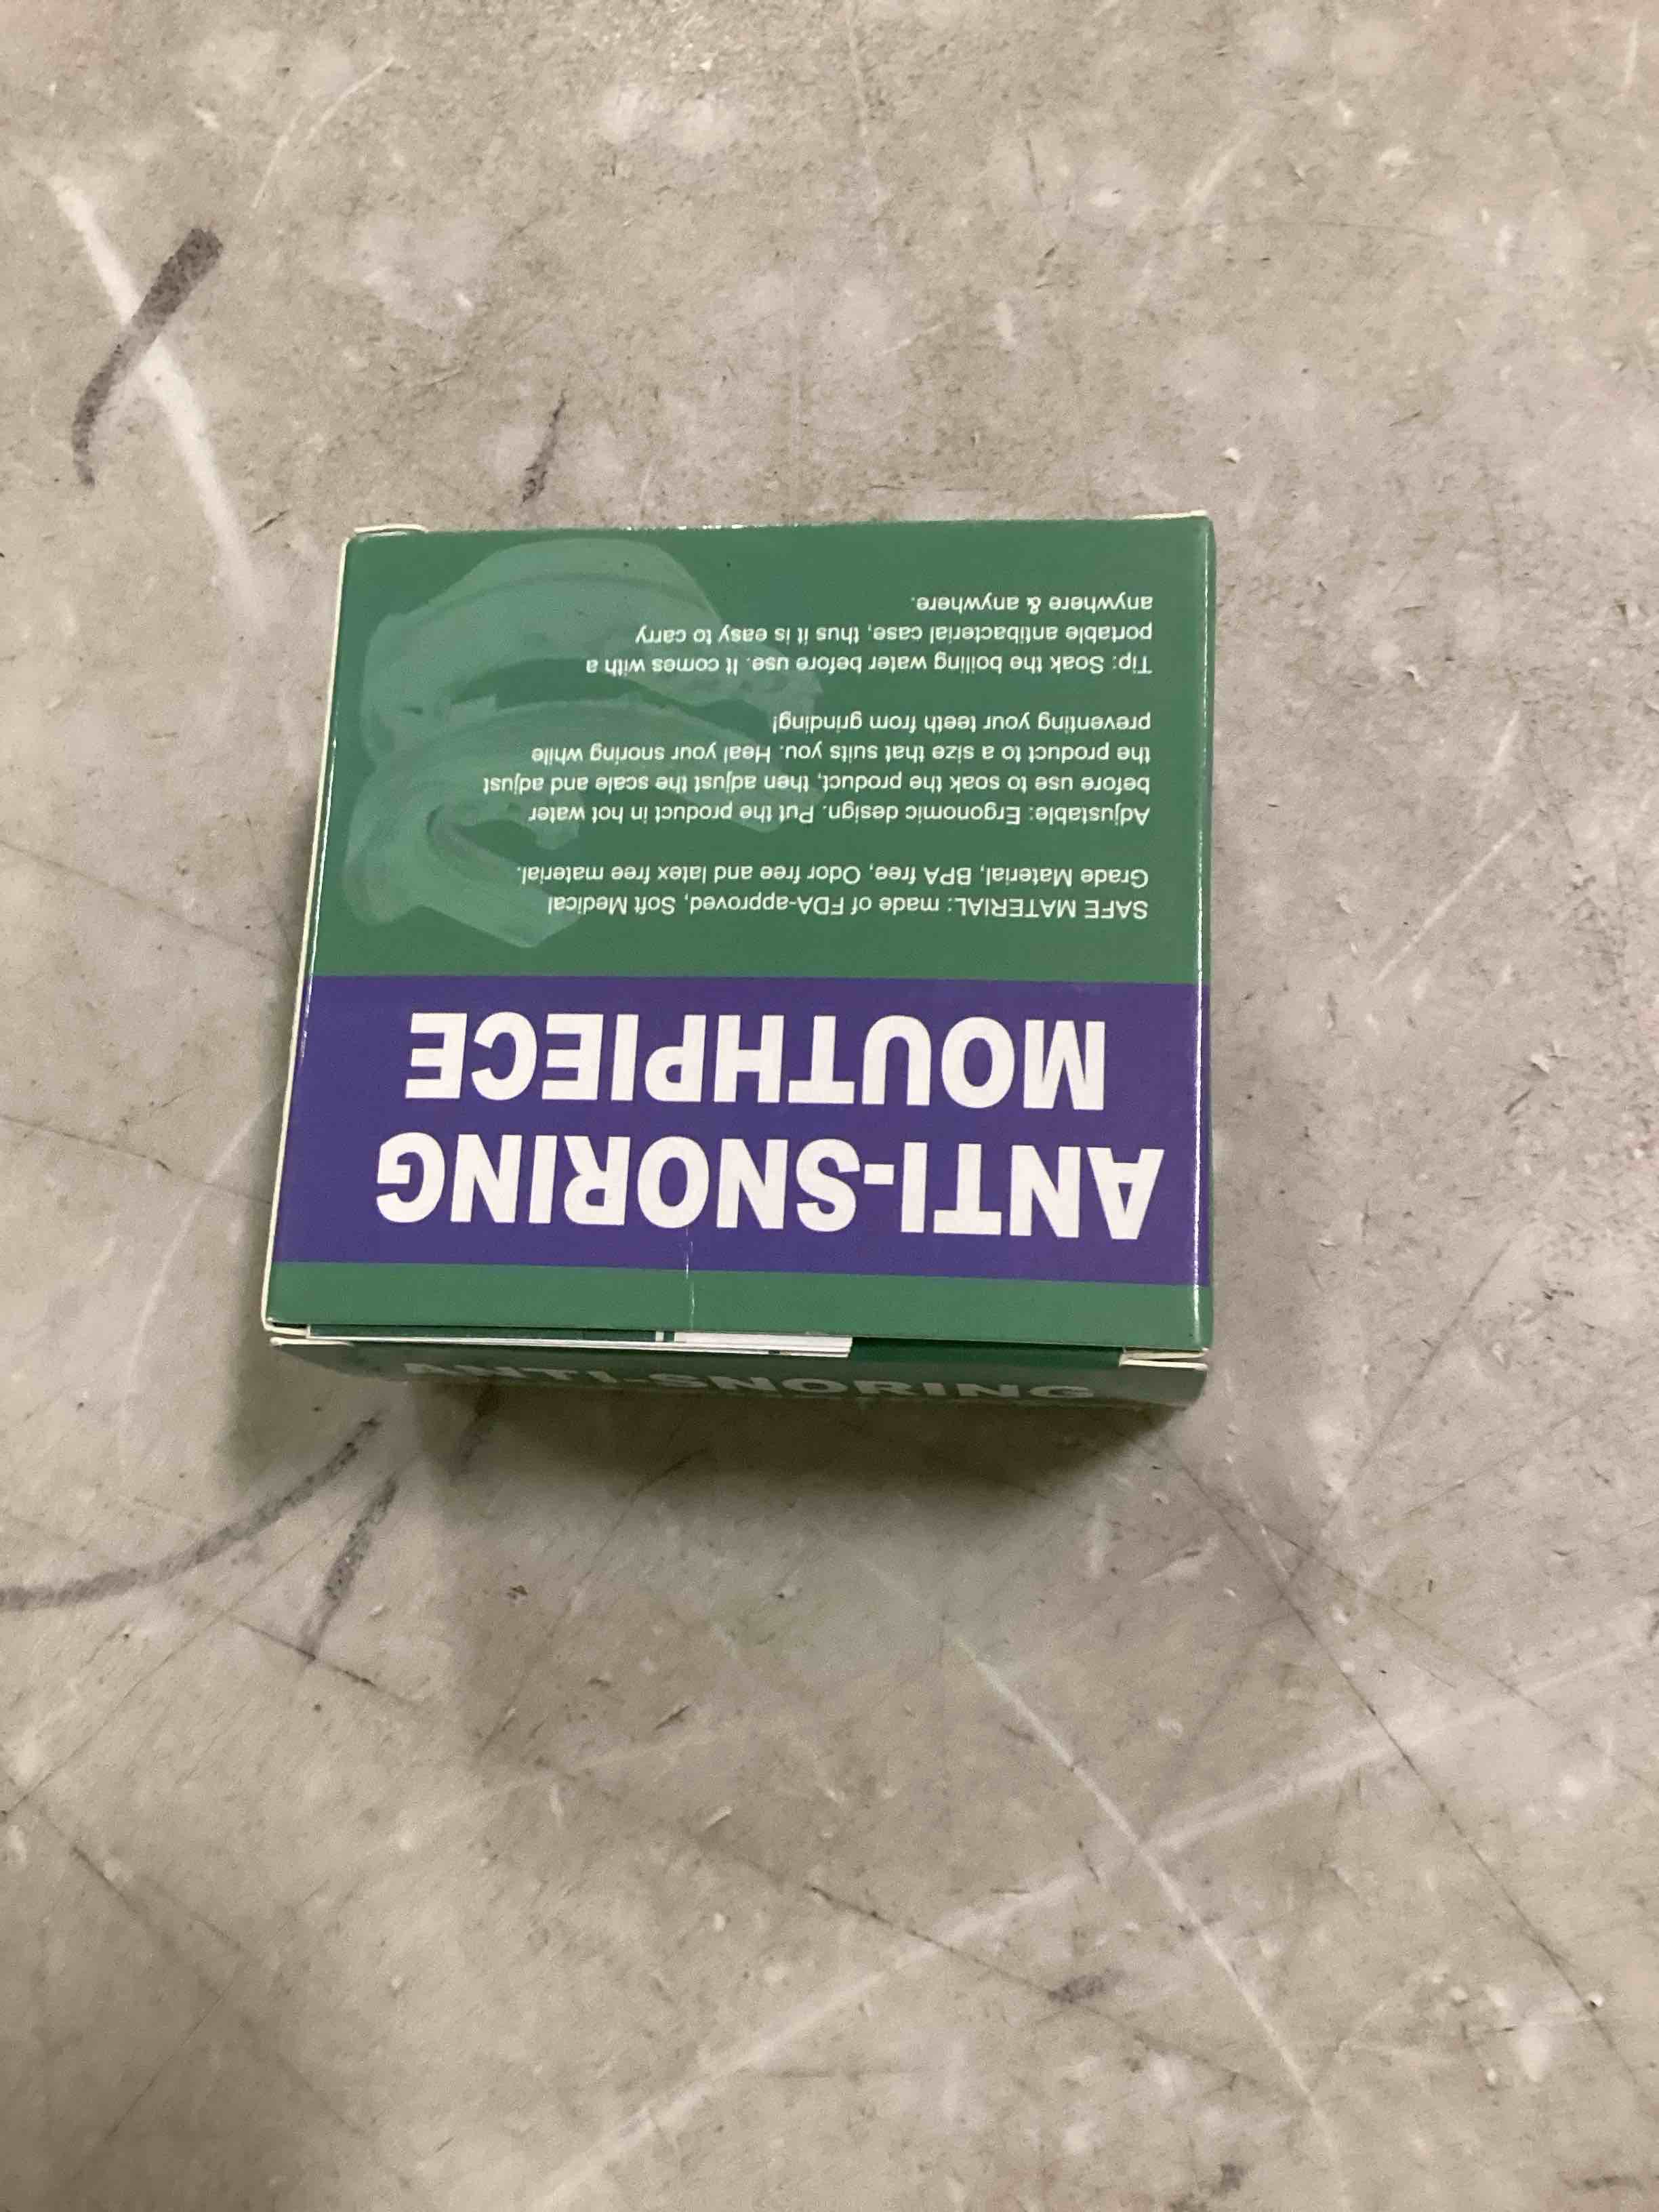 ANTI-SNORING
MOUTHPIECE
SAFE MATERIAL: made of FDA-approved, Soft Medical
Grade Material, BPA free, Odor free and latex free material.
Adjustable: Ergonomic design. Put the product in hot water
before use to soak the product, then adjust the scale and adjust
the product to a size that suits you. Heal your snoring while
preventing your teeth from grinding!
Tip: Soak the boiling water before use. It comes with a
portable antibacterial case, thus it is easy to carry
anywhere & anywhere.
ANTI-SNORING